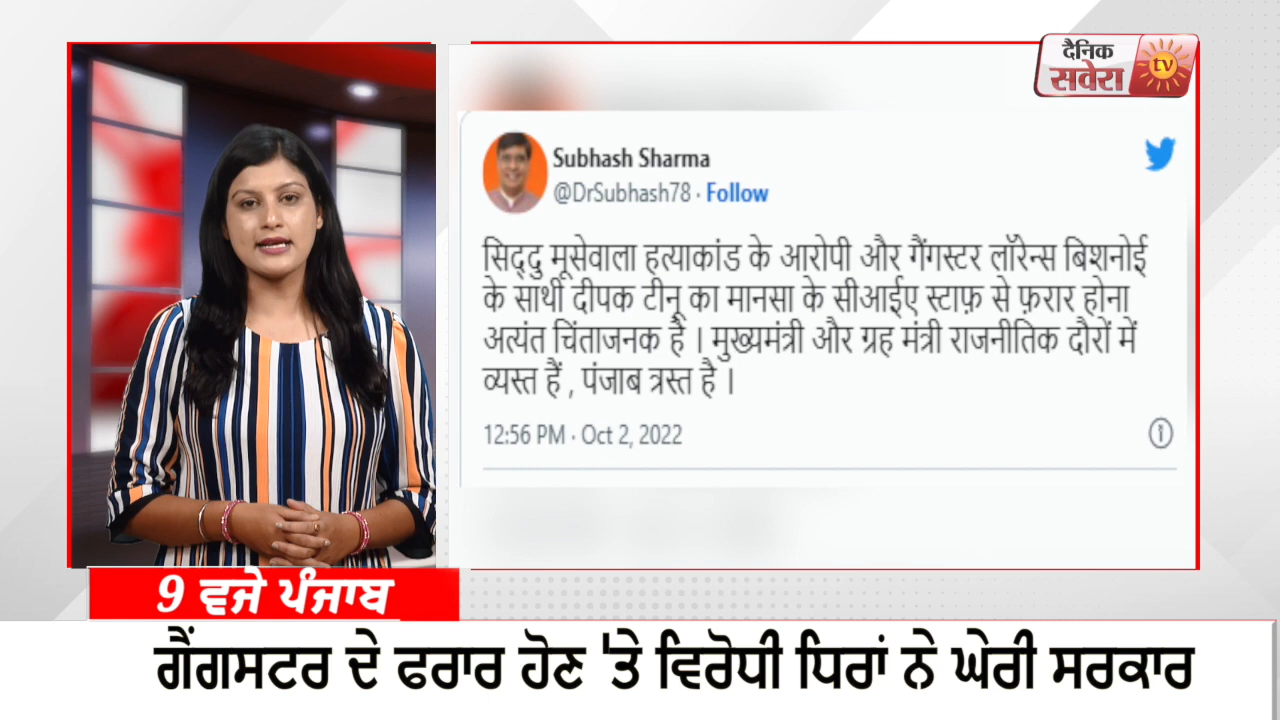 दैनिक
सवेरा
tv
Subhash Sharma
@DrSubhash78 · Follow
सिद्दु मूसेवाला हत्याकांड के आरोपी और गैंगस्टर लॉरेन्स बिशनोई
के साथी दीपक टीनू का मानसा के सीआईए स्टाफ़ से फ़रार होना
अत्यंत चिंताजनक है । मुख्यमंत्री और ग्रह मंत्री राजनीतिक दौरों में
व्यस्त हैं , पंजाब त्रस्त है ।
12:56 PM · Oct 2, 2022
9 ਵਜੇ ਪੰਜਾਬ
ਗੈਂਗਸਟਰ ਦੇ ਫਰਾਰ ਹੋਣ 'ਤੇ ਵਿਰੋਧੀ ਧਿਰਾਂ ਨੇ ਘੇਰੀ ਸਰਕਾਰ